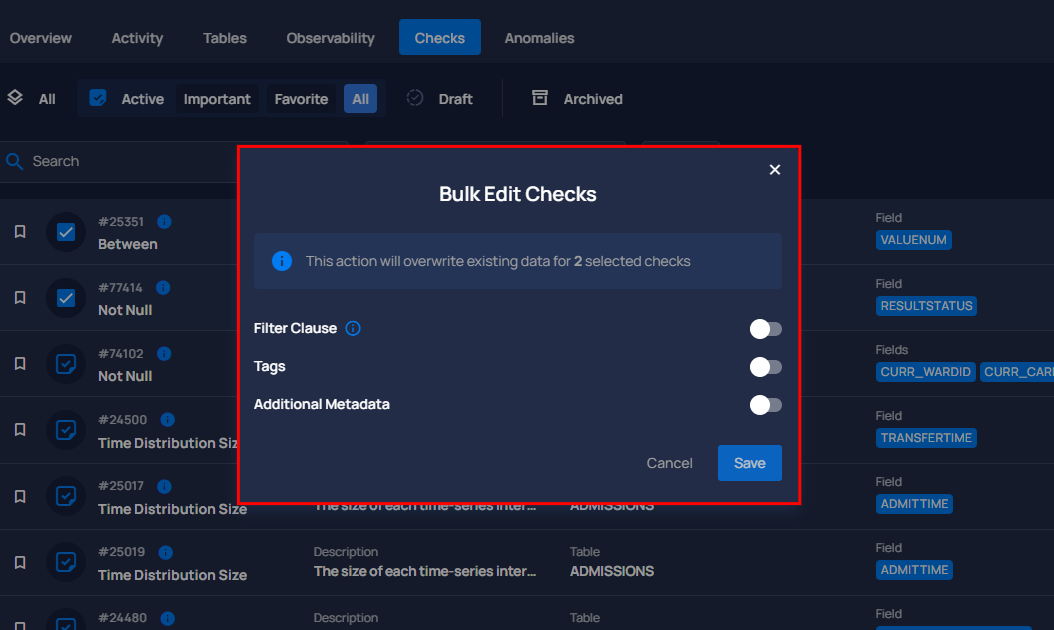 Overview Activity Tables Observability Checks Anomalies
All Active Important Favorite All Draft Archived
Search
Bulk Edit Checks
This action will overwrite existing data for 2 selected checks
Filter Clause
Tags
Additional Metadata
Cancel Save
#25351 Field
Between VALUENUM
#77414 Field
Not Null RESULTSTATUS
#74102 Fields
Not Null CURR_WARDID
#24500 Field
Time Distribution Siz TRANSFERTIME
#25017 Field
Time Distribution Size The size of each time-series inter... ADMISSIONS ADMITTIME
#25019 Description Table Field
Time Distribution Size The size of each time-series inter... ADMISSIONS ADMITTIME
#24480 Description Table Field